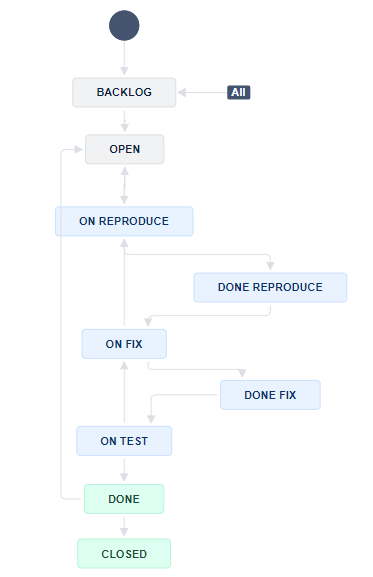 BACKLOG
All
OPEN
ON REPRODUCE
DONE REPRODUCE
ON FIX
DONE FIX
ON TEST
DONE
CLOSED